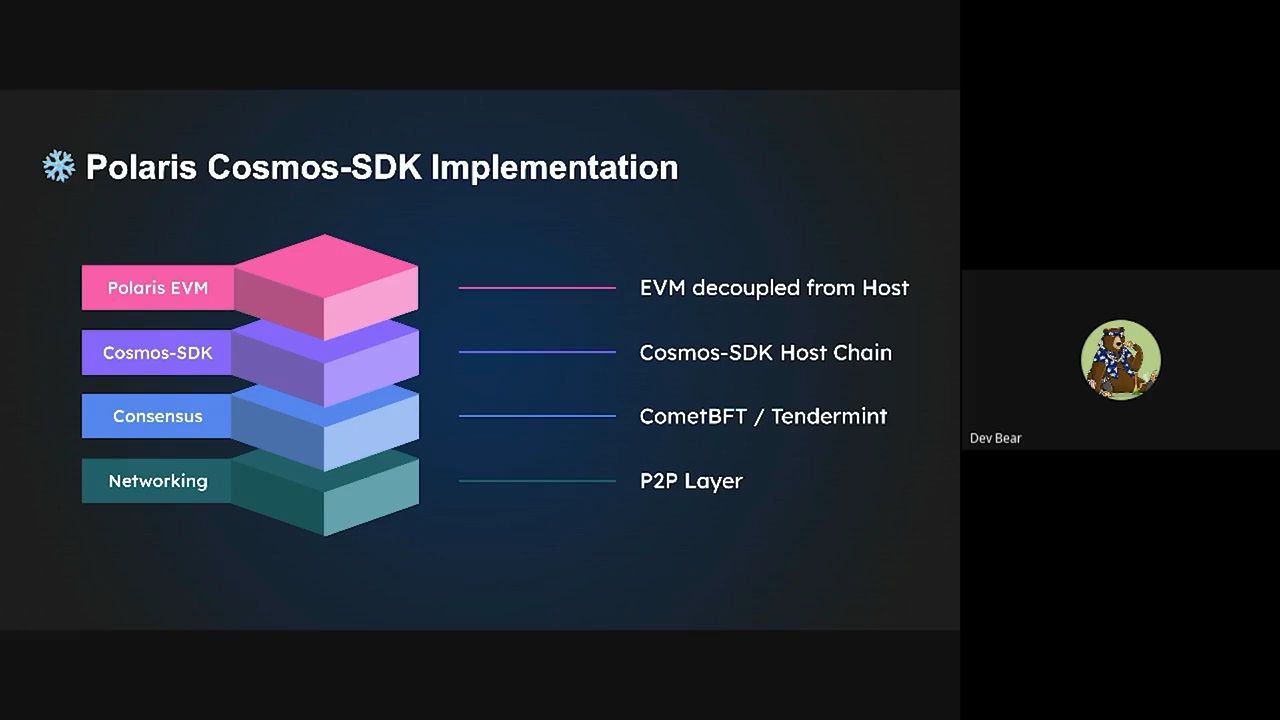 Polaris Cosmos-SDK Implementation
Polaris EVM
EVM decoupled from Host
Cosmos-SDK
Cosmos-SDK Host Chain
Consensus
CometBFT / Tendermint
Networking
P2P Layer
Dev Bear